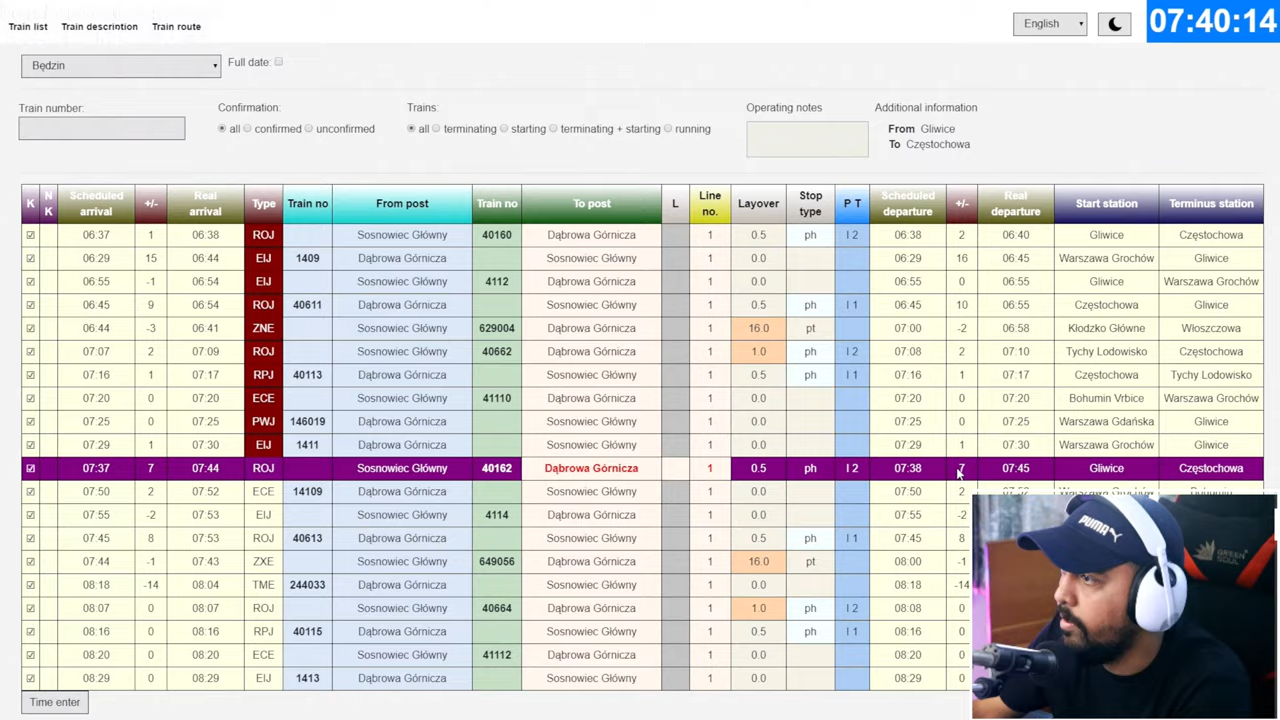 Train list Train description Train route English 07:40:14
Będzin Full date:
Train number: Confirmation: Trains: Operating notes Additional information
all confirmed unconfirmed all terminating starting terminating + starting running From Gliwice
To Częstochowa
K N K Scheduled arrival +/- Real arrival Type Train no From post Train no To post L Line no. Layover Stop type P T Scheduled departure +/- Real departure Start station Terminus station
06:37 1 06:38 ROJ Sosnowiec Główny 40160 Dąbrowa Górnicza 1 0.5 ph I 2 06:38 2 06:40 Gliwice Częstochowa
06:29 15 06:44 EIJ 1409 Dąbrowa Górnicza Sosnowiec Główny 1 0.0 06:29 16 06:45 Warszawa Grochów Gliwice
06:55 -1 06:54 EIJ Sosnowiec Główny 4112 Dąbrowa Górnicza 1 0.0 06:55 0 06:55 Gliwice Warszawa Grochów
06:45 9 06:54 ROJ 40611 Dąbrowa Górnicza Sosnowiec Główny 1 0.5 ph I 1 06:45 10 06:55 Częstochowa Gliwice
06:44 -3 06:41 ZNE Sosnowiec Główny 629004 Dąbrowa Górnicza 1 16.0 pt 07:00 -2 06:58 Kłodzko Główne Włoszczowa
07:07 2 07:09 ROJ Sosnowiec Główny 40662 Dąbrowa Górnicza 1 1.0 ph I 2 07:08 2 07:10 Tychy Lodowisko Częstochowa
07:16 1 07:17 RPJ 40113 Dąbrowa Górnicza Sosnowiec Główny 1 0.5 ph I 1 07:16 1 07:17 Częstochowa Tychy Lodowisko
07:20 0 07:20 ECE Sosnowiec Główny 41110 Dąbrowa Górnicza 1 0.0 07:20 0 07:20 Bohumin Vrbice Warszawa Grochów
07:25 0 07:25 PWJ 146019 Dąbrowa Górnicza Sosnowiec Główny 1 0.0 07:25 0 07:25 Warszawa Gdańska Gliwice
07:29 1 07:30 EIJ 1411 Dąbrowa Górnicza Sosnowiec Główny 1 0.0 07:29 1 07:30 Warszawa Grochów Gliwice
07:37 7 07:44 ROJ Sosnowiec Główny 40162 Dąbrowa Górnicza 1 0.5 ph I 2 07:38 7 07:45 Gliwice Częstochowa
07:50 2 07:52 ECE 14109 Dąbrowa Górnicza Sosnowiec Główny 1 0.0 07:50 2 07:52 Warszawa Grochów
07:55 -2 07:53 EIJ Sosnowiec Główny 4114 Dąbrowa Górnicza 1 0.0 07:55 -2
07:45 8 07:53 ROJ 40613 Dąbrowa Górnicza Sosnowiec Główny 1 0.5 ph I 1 07:45 8
07:44 -1 07:43 ZXE Sosnowiec Główny 649056 Dąbrowa Górnicza 1 16.0 pt 08:00 -1
08:18 -14 08:04 TME 244033 Dąbrowa Górnicza Sosnowiec Główny 1 0.0 08:18 -14
08:07 0 08:07 ROJ Sosnowiec Główny 40664 Dąbrowa Górnicza 1 1.0 ph I 2 08:08 0
08:16 0 08:16 RPJ 40115 Dąbrowa Górnicza Sosnowiec Główny 1 0.5 ph I 1 08:16 0
08:20 0 08:20 ECE Sosnowiec Główny 41112 Dąbrowa Górnicza 1 0.0 08:20 0
08:29 0 08:29 EIJ 1413 Dąbrowa Górnicza Sosnowiec Główny 1 0.0 08:29 0
Time enter
PUMA
GREEN SOUL